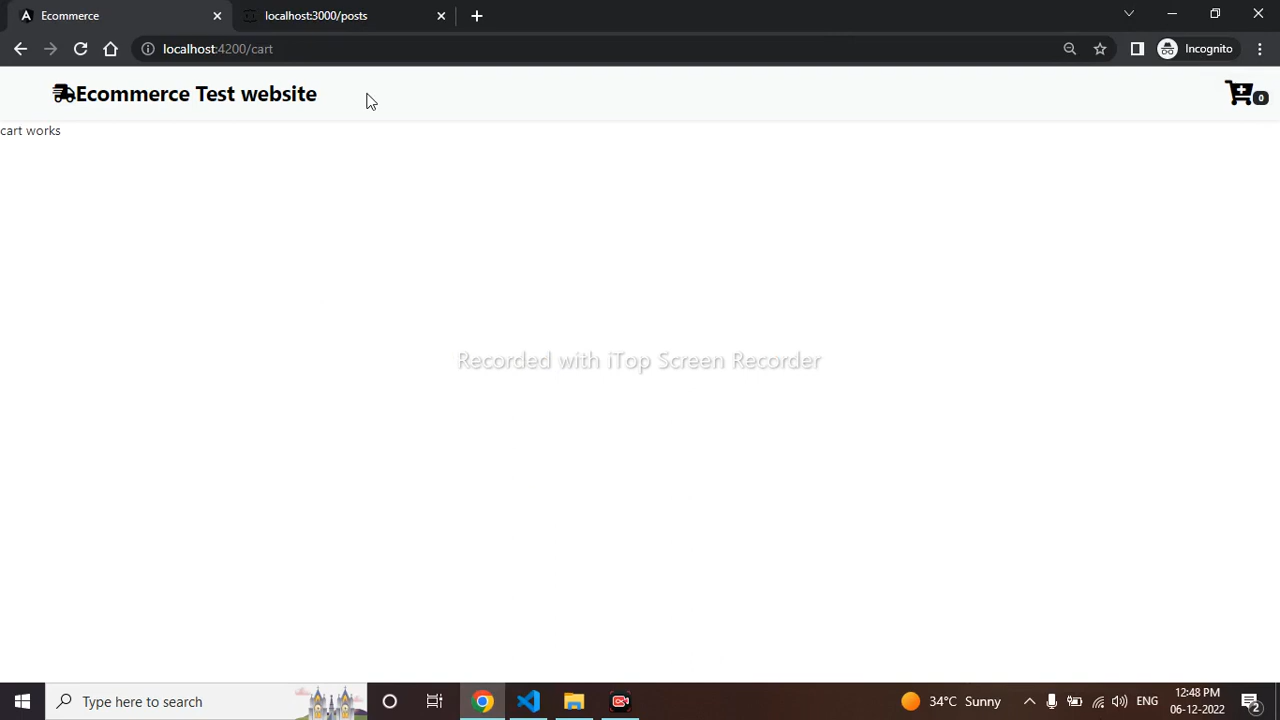 Ecommerce
localhost:3000/posts
localhost:4200/cart
Incognito
Ecommerce Test website
0
cart works
Recorded with iTop Screen Recorder
Type here to search
34°C Sunny
ENG
12:48 PM
06-12-2022
2